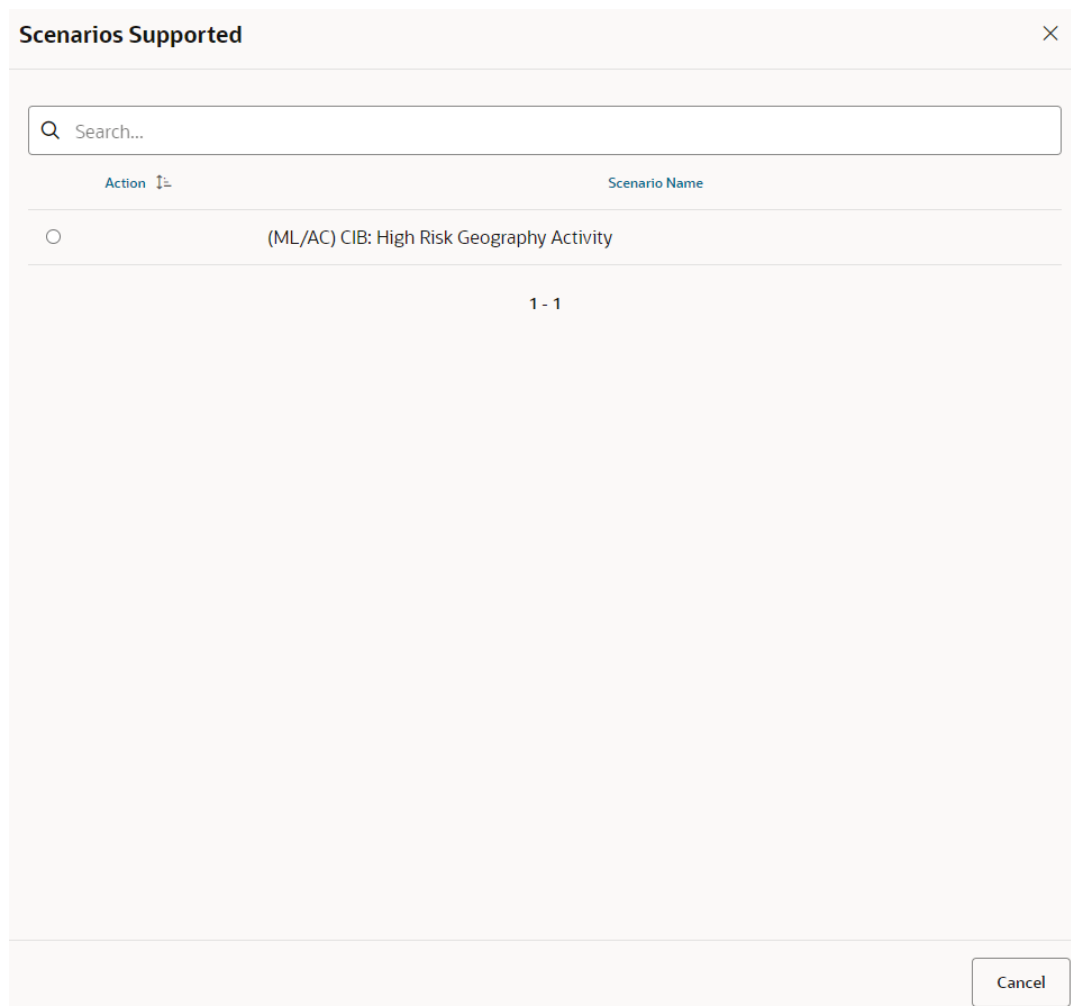 Scenarios Supported
Search...
Action Scenario Name
(ML/AC) CIB: High Risk Geography Activity
1 - 1
Cancel